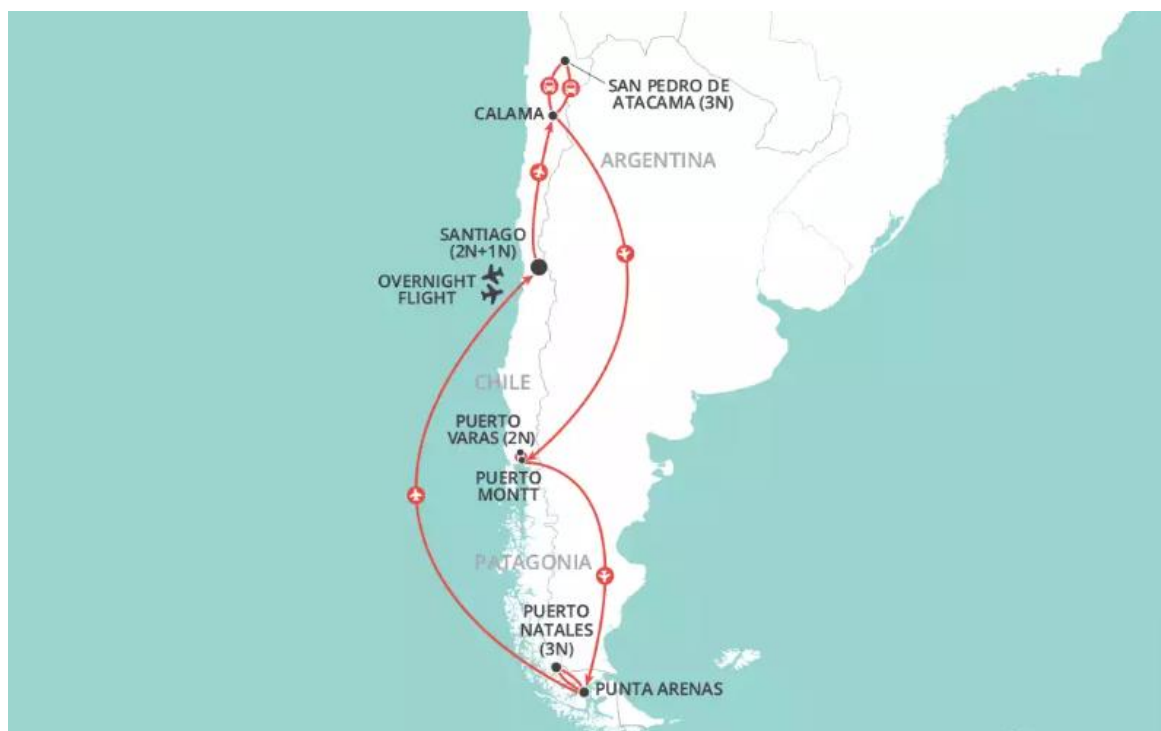 SAN PEDRO DE
ATACAMA (3N)
CALAMA
ARGENTINA
SANTIAGO
(2N+1N)
OVERNIGHT
FLIGHT
CHILE
PUERTO
VARAS (2N)
PUERTO
MONTT
PATAGONIA
PUERTO
NATALES
(3N)
PUNTA ARENAS